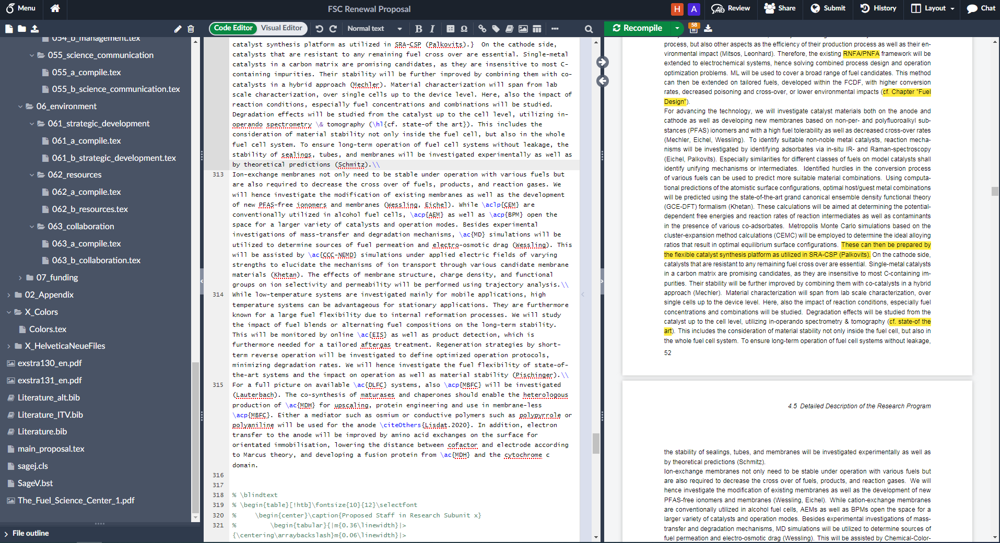 Menu
FSC Renewal Proposal
H
A
Review
Share
Submit
History
Layout
Chat
Code Editor
Visual Editor
Normal text
B
I
Ω
Recompile
58
054_b_management.tex
055_science_communication
055_a_compile.tex
055_b_science_communication.tex
06_environment
061_strategic_development
061_a_compile.tex
061_b_strategic_development.tex
062_resources
062_a_compile.tex
062_b_resources.tex
063_collaboration
063_a_compile.tex
063_b_collaboration.tex
07_funding
02_Appendix
X_Colors
Colors.tex
X_HelveticaNeueFiles
exstra130_en.pdf
exstra131_en.pdf
Literature_alt.bib
Literature_ITV.bib
Literature.bib
main_proposal.tex
sagej.cls
SageV.bst
The_Fuel_Science_Center_1.pdf
File outline
catalyst synthesis platform as utilized in SRA-CSP (Palkovits).}  On the cathode side,
catalysts that are resistant to any remaining fuel cross over are essential. Single-metal
catalysts in a carbon matrix are promising candidates, as they are insensitive to most C-
containing impurities. Their stability will be further improved by combining them with co-
catalysts in a hybrid approach (Mechler). Material characterization will span from lab
scale characterization, over single cells up to the device level. Here, also the impact of
reaction conditions, especially fuel concentrations and combinations will be studied.
Degradation effects will be studied from the catalyst up to the cell level, utilizing in-
operando spectrometry \& tomography (\hl{cf. state-of the art}). This includes the
consideration of material stability not only inside the fuel cell, but also in the whole
fuel cell system. To ensure long-term operation of fuel cell systems without leakage, the
stability of sealings, tubes, and membranes will be investigated experimentally as well as
by theoretical predictions (Schmitz).\\
313 Ion-exchange membranes not only need to be stable under operation with various fuels but
are also required to decrease the cross over of fuels, products, and reaction gases. We
will hence investigate the modification of existing membranes as well as the development
of new PFAS-free ionomers and membranes (Wessling, Eichel). While \aclp{CEM} are
conventionally utilized in alcohol fuel cells, \acp{AEM} as well as \acp{BPM} open the
space for a larger variety of catalysts and operation modes. Besides experimental
investigations of mass-transfer and degradation mechanisms, \ac{MD} simulations will be
utilized to determine sources of fuel permeation and electro-osmotic drag (Wessling). This
will be assisted by \ac{CCC-NEMD} simulations under applied electric fields of varying
strengths to elucidate the mechanisms of ion transport through various candidate membrane
materials (Khetan). The effects of membrane structure, charge density, and functional
groups on ion selectivity and permeability will be performed using trajectory analysis.\\
314 While low-temperature systems are investigated mainly for mobile applications, high
temperature systems can be advantageous for stationary applications. They are furthermore
known for a large fuel flexibility due to internal reformation processes. We will study
the impact of fuel blends or alternating fuel compositions on the long-term stability.
This will be monitored by online \ac{EIS} as well as product detection, which is
furthermore needed for a tailored aftergas treatment. Regeneration strategies by short-
term reverse operation will be investigated to define optimized operation protocols,
minimizing degradation rates. We will hence investigate the fuel flexibility of state-of-
the-art systems and the impact on operation as well as material stability (Pischinger).\\
315 For a full picture on available \ac{DLFC} systems, also \acp{MBFC} will be investigated
(Lauterbach). The co-synthesis of maturases and chaperones should enable the heterologous
production of \ac{MDH} for upscaling, protein engineering and use in membrane-less
\acp{MBFC}. Either a mediator such as osmium or conductive polymers such as polypyrrole or
polyaniline will be used for the anode \citeOthers{Lisdat.2020}. In addition, electron
transfer to the anode will be improved by amino acid exchanges on the surface for
orientated immobilisation, lowering the distance between cofactor and electrode according
to Marcus theory, and developing a fusion protein from \ac{MDH} and the cytochrome c
domain.
316
317
318 % \blindtext
319 % \begin{table}[!htb]\fontsize{10}{12}\selectfont
320 %     \begin{center}\caption{Proposed Staff in Research Subunit x}
321 %         \begin{tabular}{|m{0.36\linewidth}|>
{\centering\arraybackslash}m{0.06\linewidth}|>
process, but also other aspects as the efficiency of their production process as well as their en-
vironmental impact (Mitsos, Leonhard). Therefore, the existing RNFA/PNFA framework will be
extended to electrochemical systems, hence solving combined process design and operation
optimization problems. ML will be used to cover a broad range of fuel candidates. This method
can then be extended on tailored fuels, developed within the FCDF, with higher conversion
rates, decreased poisoning and cross-over, or lower environmental impacts (cf. Chapter "Fuel
Design").
For advancing the technology, we will investigate catalyst materials both on the anode and
cathode as well as developing new membranes based on non-per- and polyfluoroalkyl sub-
stances (PFAS) ionomers and with a high fuel tolerability as well as decreased cross-over rates
(Mechler, Eichel, Wessling). To identify suitable non-noble metal catalysts, reaction mecha-
nisms will be investigated by identifying adsorbates via in-situ IR- and Raman-spectroscopy
(Eichel, Palkovits). Especially similarities for different classes of fuels on model catalysts shall
identify unifying mechanisms or intermediates. Identified hurdles in the conversion process
of various fuels can be used to predict more suitable material combinations. Using computa-
tional predictions of the atomistic surface configurations, optimal host/guest metal combinations
will be predicted using the state-of-the-art grand canonical ensemble density functional theory
(GCE-DFT) formalism (Khetan). These calculations will be aimed at determining the potential-
dependent free energies and reaction rates of reaction intermediates as well as contaminants
in the presence of various co-adsorbates. Metropolis Monte Carlo simulations based on the
cluster-expansion method calculations (CEMC) will be employed to determine the ideal alloying
ratios that result in optimal equilibrium surface configurations. These can then be prepared by
the flexible catalyst synthesis platform as utilized in SRA-CSP (Palkovits). On the cathode side,
catalysts that are resistant to any remaining fuel cross over are essential. Single-metal catalysts
in a carbon matrix are promising candidates, as they are insensitive to most C-containing im-
purities. Their stability will be further improved by combining them with co-catalysts in a hybrid
approach (Mechler). Material characterization will span from lab scale characterization, over
single cells up to the device level. Here, also the impact of reaction conditions, especially fuel
concentrations and combinations will be studied. Degradation effects will be studied from the
catalyst up to the cell level, utilizing in-operando spectrometry & tomography (cf. state-of the
art). This includes the consideration of material stability not only inside the fuel cell, but also in
the whole fuel cell system. To ensure long-term operation of fuel cell systems without leakage,
52
4.5 Detailed Description of the Research Program
the stability of sealings, tubes, and membranes will be investigated experimentally as well as
by theoretical predictions (Schmitz).
Ion-exchange membranes not only need to be stable under operation with various fuels but
are also required to decrease the cross over of fuels, products, and reaction gases. We will
hence investigate the modification of existing membranes as well as the development of new
PFAS-free ionomers and membranes (Wessling, Eichel). While cation-exchange membranes
are conventionally utilized in alcohol fuel cells, AEMs as well as BPMs open the space for a
larger variety of catalysts and operation modes. Besides experimental investigations of mass-
transfer and degradation mechanisms, MD simulations will be utilized to determine sources of
fuel permeation and electro-osmotic drag (Wessling). This will be assisted by Chemical-Color-